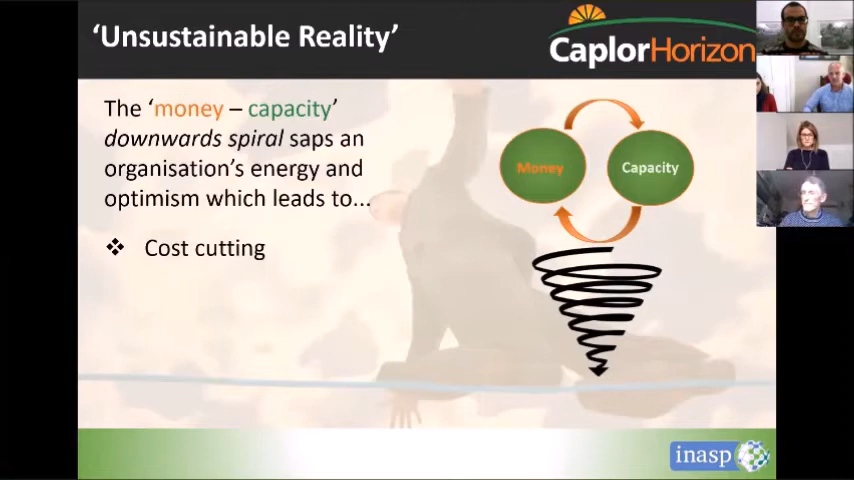 ‘Unsustainable Reality’
CaplorHorizon
The ‘money – capacity’
downwards spiral saps an
organisation’s energy and
optimism which leads to...
❖ Cost cutting
Money
Capacity
inasp